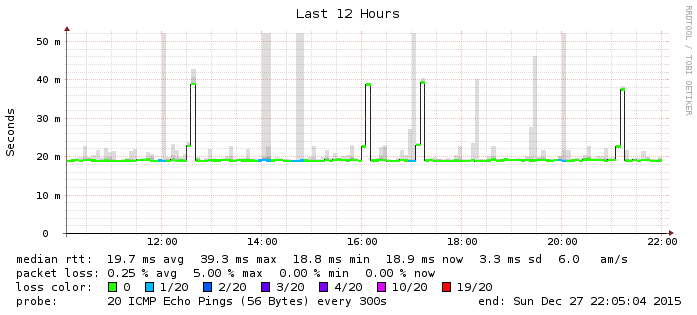 Last 12 Hours
RRDTOOL / TOBI OETIKER
Seconds
50 m
40 m
30 m
20 m
10 m
0
12:00 14:00 16:00 18:00 20:00 22:00
median rtt: 19.7 ms avg 39.3 ms max 18.8 ms min 18.9 ms now 3.3 ms sd 6.0 am/s
packet loss: 0.25 % avg 5.00 % max 0.00 % min 0.00 % now
loss color: 0 1/20 2/20 3/20 4/20 10/20 19/20
probe: 20 ICMP Echo Pings (56 Bytes) every 300s end: Sun Dec 27 22:05:04 2015